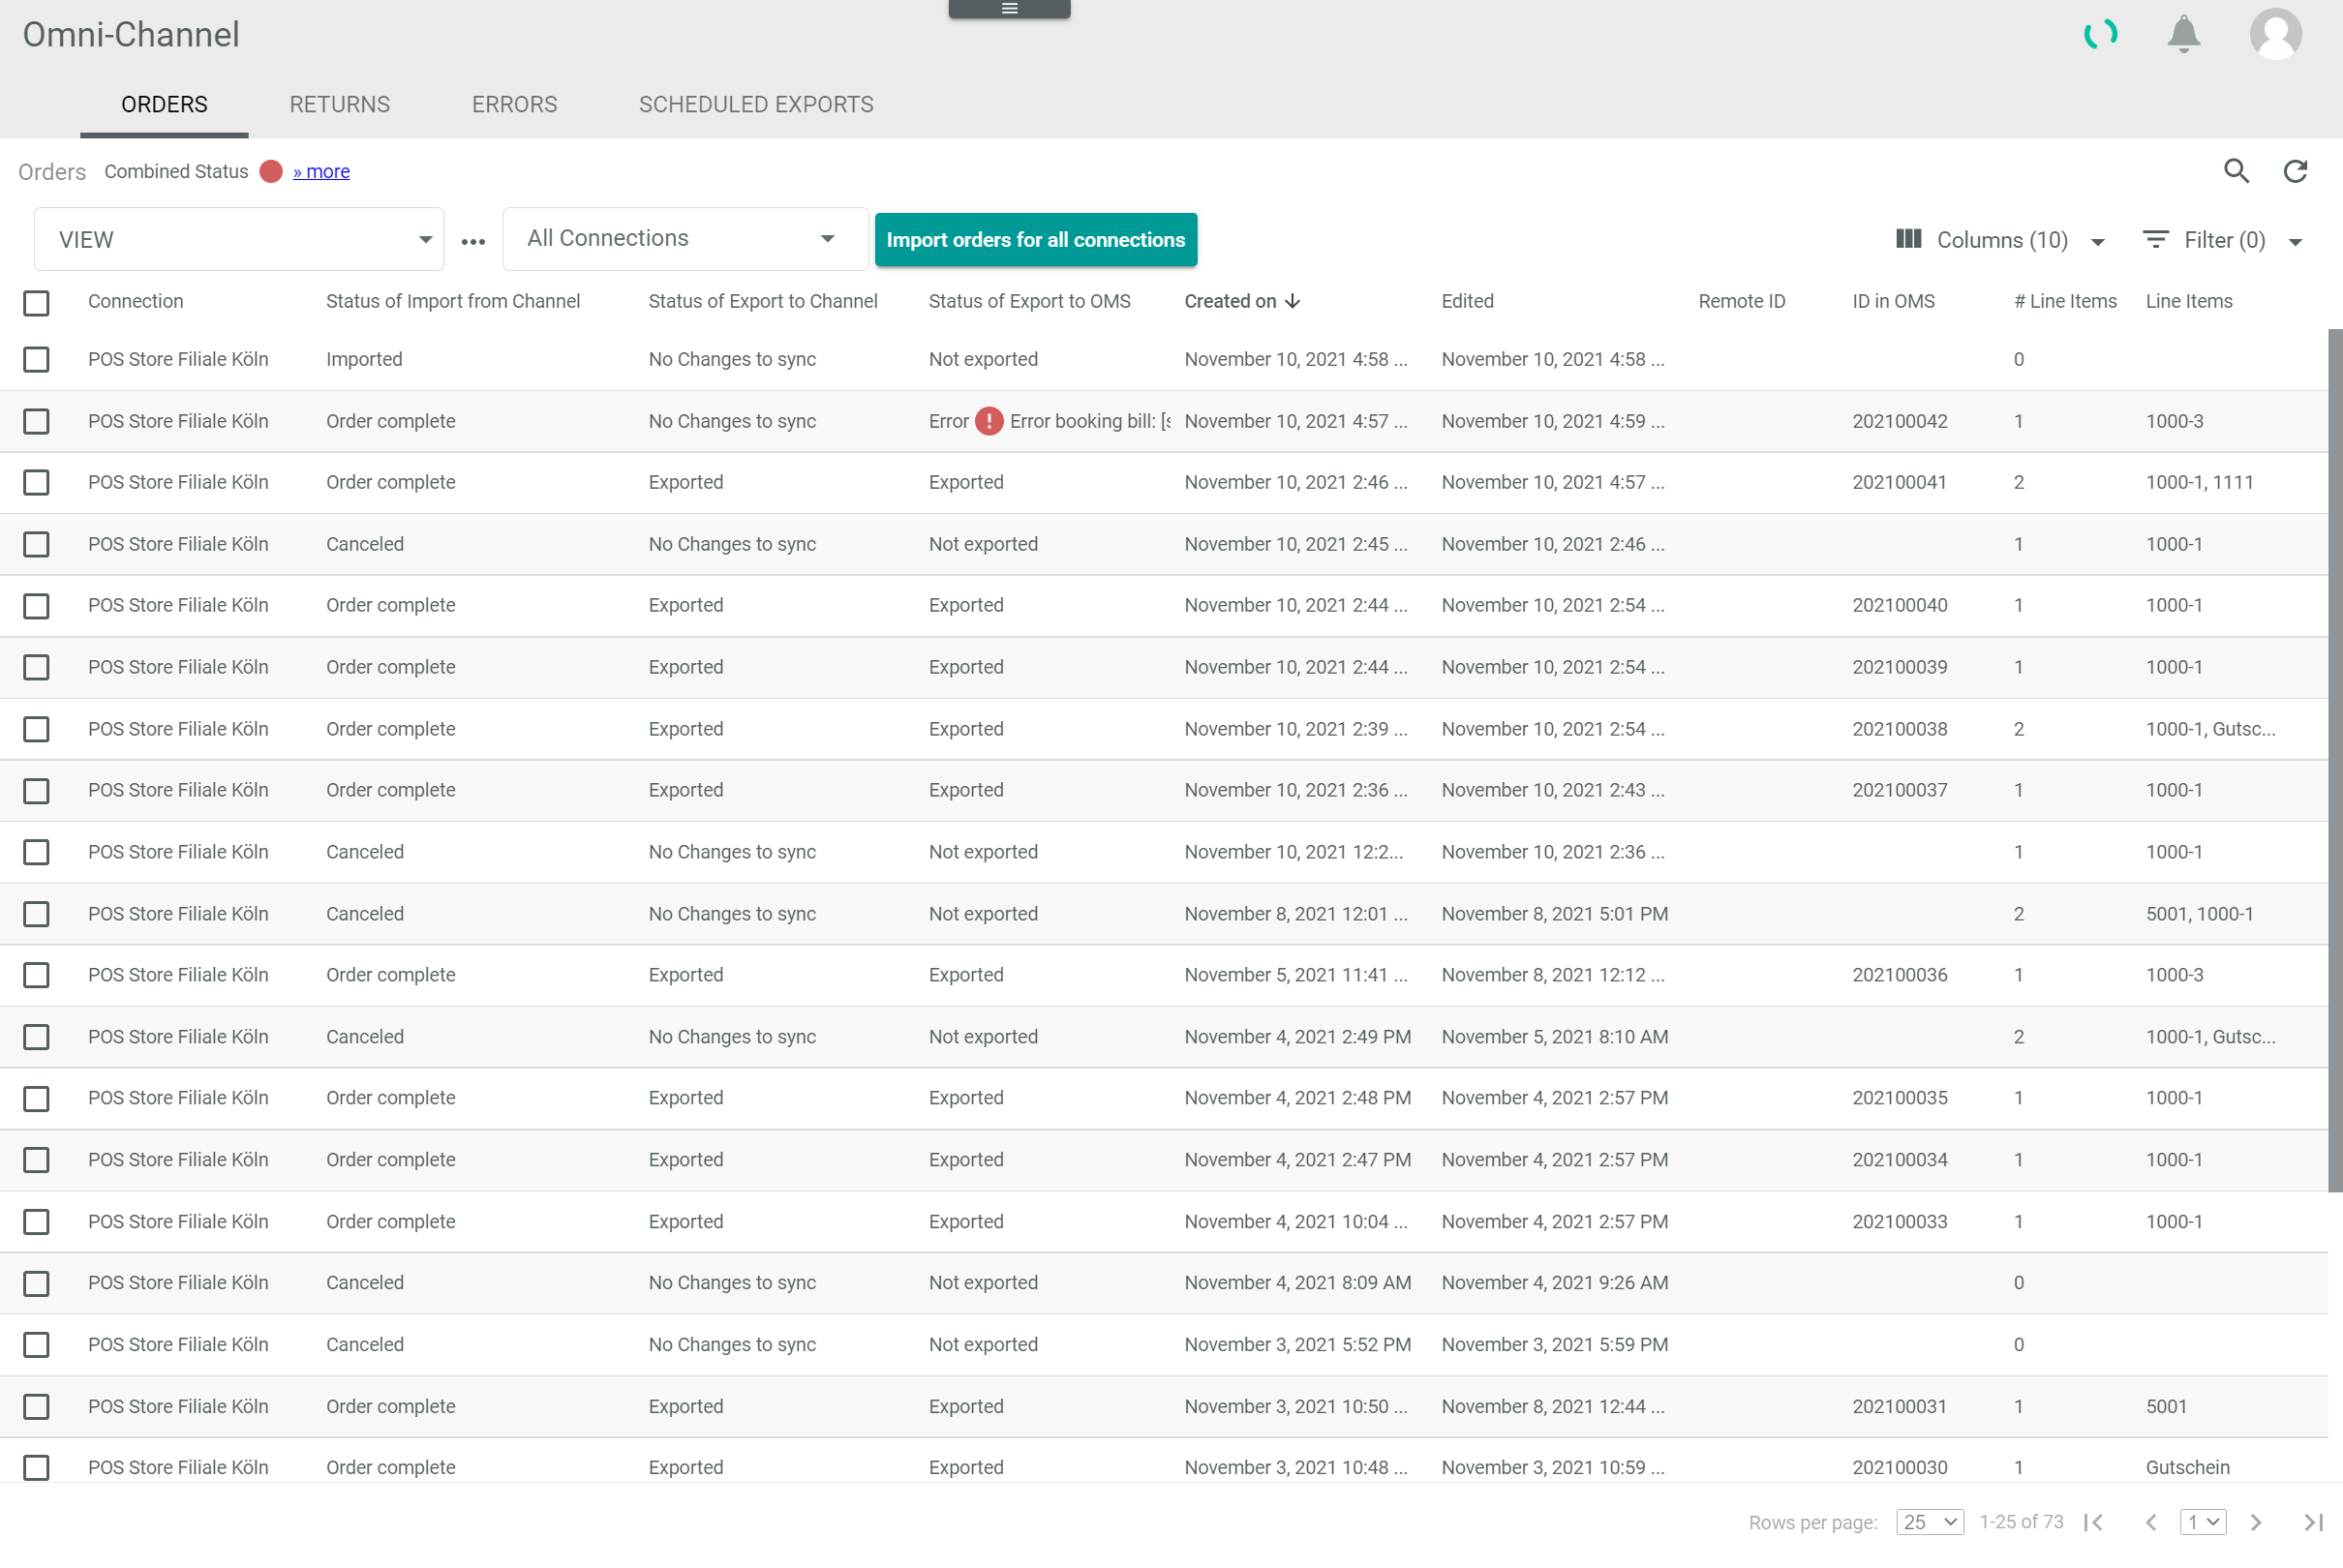 Omni-Channel
ORDERS RETURNS ERRORS SCHEDULED EXPORTS
Orders Combined Status » more
VIEW ... All Connections Import orders for all connections Columns (10) Filter (0)
Connection Status of Import from Channel Status of Export to Channel Status of Export to OMS Created on Edited Remote ID ID in OMS # Line Items Line Items
POS Store Filiale Köln Imported No Changes to sync Not exported November 10, 2021 4:58 ... November 10, 2021 4:58 ... 0
POS Store Filiale Köln Order complete No Changes to sync Error Error booking bill: [s November 10, 2021 4:57 ... November 10, 2021 4:59 ... 202100042 1 1000-3
POS Store Filiale Köln Order complete Exported Exported November 10, 2021 2:46 ... November 10, 2021 4:57 ... 202100041 2 1000-1, 1111
POS Store Filiale Köln Canceled No Changes to sync Not exported November 10, 2021 2:45 ... November 10, 2021 2:46 ... 1 1000-1
POS Store Filiale Köln Order complete Exported Exported November 10, 2021 2:44 ... November 10, 2021 2:54 ... 202100040 1 1000-1
POS Store Filiale Köln Order complete Exported Exported November 10, 2021 2:44 ... November 10, 2021 2:54 ... 202100039 1 1000-1
POS Store Filiale Köln Order complete Exported Exported November 10, 2021 2:39 ... November 10, 2021 2:54 ... 202100038 2 1000-1, Gutsc...
POS Store Filiale Köln Order complete Exported Exported November 10, 2021 2:36 ... November 10, 2021 2:43 ... 202100037 1 1000-1
POS Store Filiale Köln Canceled No Changes to sync Not exported November 10, 2021 12:2... November 10, 2021 2:36 ... 1 1000-1
POS Store Filiale Köln Canceled No Changes to sync Not exported November 8, 2021 12:01 ... November 8, 2021 5:01 PM 2 5001, 1000-1
POS Store Filiale Köln Order complete Exported Exported November 5, 2021 11:41 ... November 8, 2021 12:12 ... 202100036 1 1000-3
POS Store Filiale Köln Canceled No Changes to sync Not exported November 4, 2021 2:49 PM November 5, 2021 8:10 AM 2 1000-1, Gutsc...
POS Store Filiale Köln Order complete Exported Exported November 4, 2021 2:48 PM November 4, 2021 2:57 PM 202100035 1 1000-1
POS Store Filiale Köln Order complete Exported Exported November 4, 2021 2:47 PM November 4, 2021 2:57 PM 202100034 1 1000-1
POS Store Filiale Köln Order complete Exported Exported November 4, 2021 10:04 ... November 4, 2021 2:57 PM 202100033 1 1000-1
POS Store Filiale Köln Canceled No Changes to sync Not exported November 4, 2021 8:09 AM November 4, 2021 9:26 AM 0
POS Store Filiale Köln Canceled No Changes to sync Not exported November 3, 2021 5:52 PM November 3, 2021 5:59 PM 0
POS Store Filiale Köln Order complete Exported Exported November 3, 2021 10:50 ... November 8, 2021 12:44 ... 202100031 1 5001
POS Store Filiale Köln Order complete Exported Exported November 3, 2021 10:48 ... November 3, 2021 10:59 ... 202100030 1 Gutschein
Rows per page: 25 1-25 of 73 1